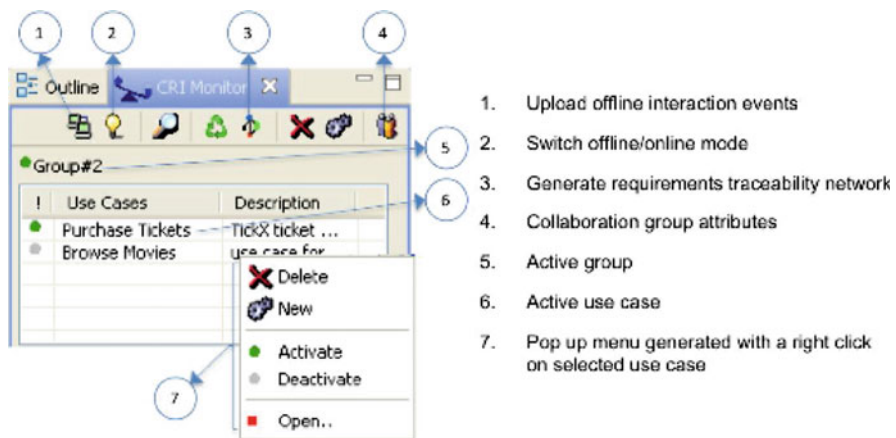 1 2 3 4
Outline CRI Monitor
Group#2
5
! Use Cases Description
6
Purchase Tickets TickX ticket ...
Browse Movies use case for
Delete
New
Activate
Deactivate
7
Open..
1. Upload offline interaction events
2. Switch offline/online mode
3. Generate requirements traceability network
4. Collaboration group attributes
5. Active group
6. Active use case
7. Pop up menu generated with a right click
on selected use case